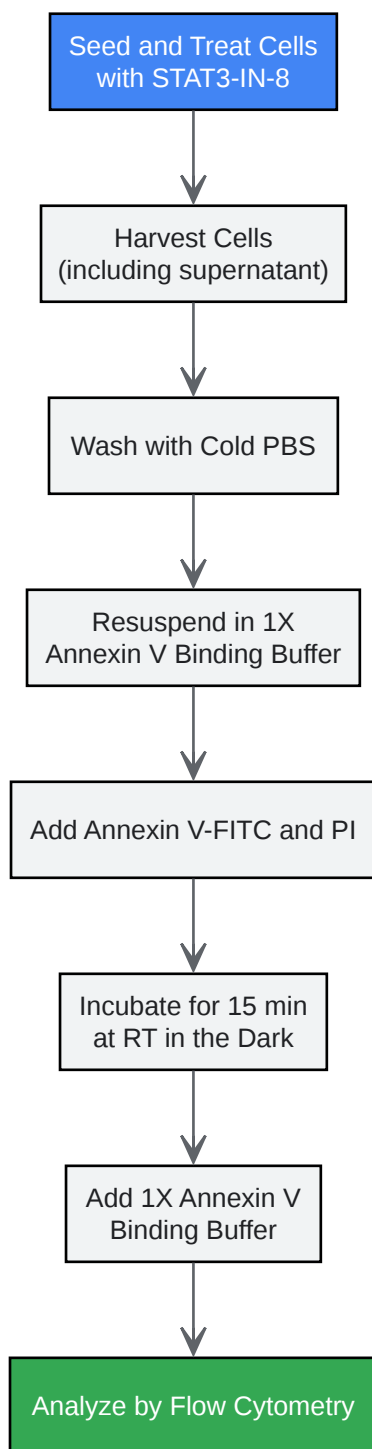 Seed and Treat Cells
with STAT3-IN-8
Harvest Cells
(including supernatant)
Wash with Cold PBS
Resuspend in 1X
Annexin V Binding Buffer
Add Annexin V-FITC and PI
Incubate for 15 min
at RT in the Dark
Add 1X Annexin V
Binding Buffer
Analyze by Flow Cytometry